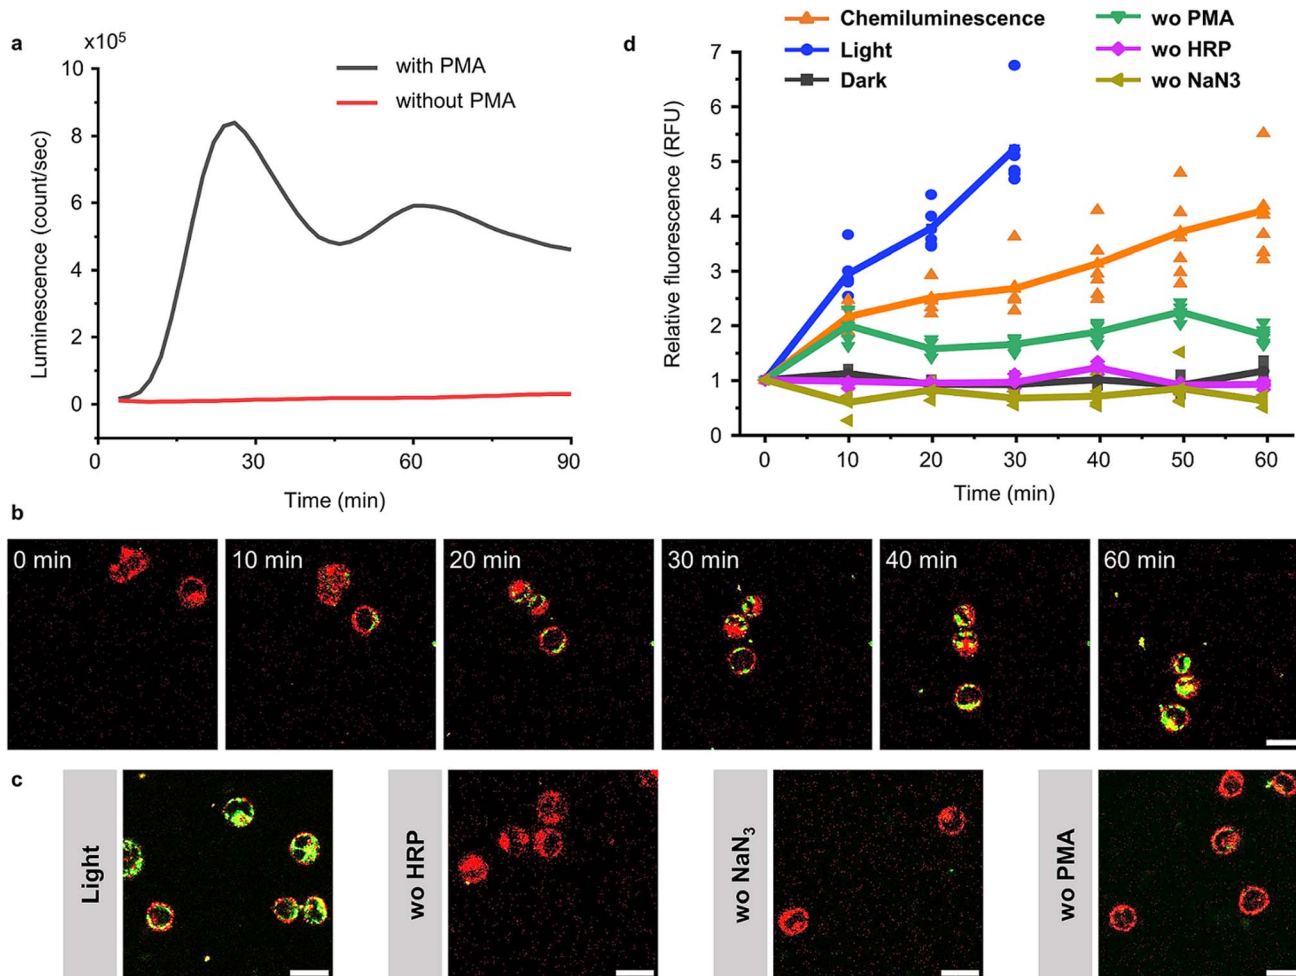 a
x10⁵
10
8
6
4
2
0
0 30 60 90
Luminescence (count/sec)
Time (min)
with PMA
without PMA
d
Chemiluminescence
Light
Dark
wo PMA
wo HRP
wo NaN3
7
6
5
4
3
2
1
0
0 10 20 30 40 50 60
Relative fluorescence (RFU)
Time (min)
b
0 min
10 min
20 min
30 min
40 min
60 min
c
Light
wo HRP
wo NaN₃
wo PMA